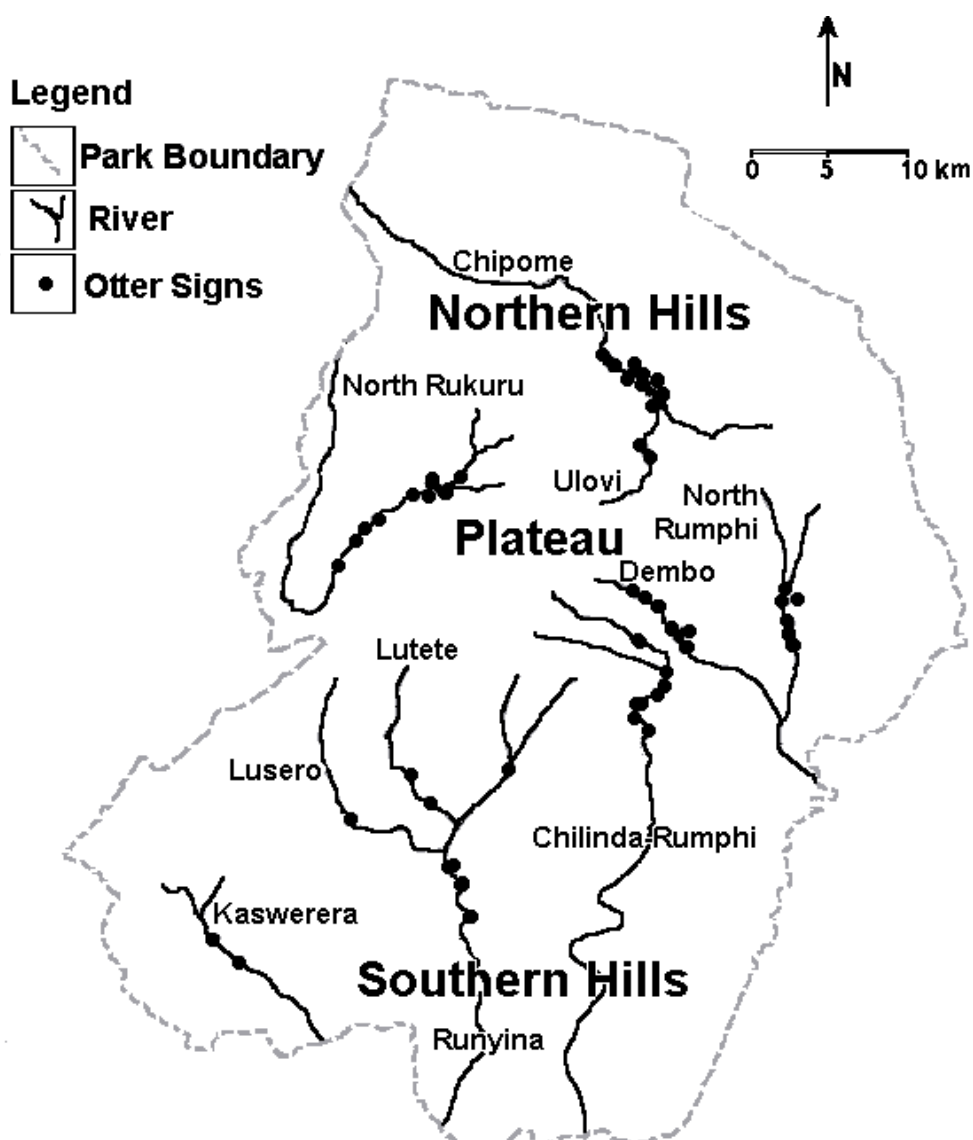 N
Legend
Park Boundary
0 5 10 km
River
Chipome
Otter Signs
Northern Hills
North Rukuru
Ulovi
North
Rumphi
Plateau
Dembo
Lutete
Lusero
Chilinda-Rumphi
Kaswerera
Southern Hills
Runyina